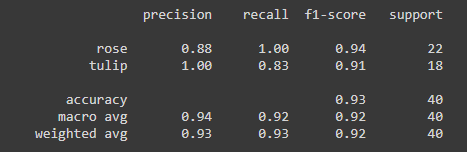 precision recall f1-score support
rose 0.88 1.00 0.94 22
tulip 1.00 0.83 0.91 18
accuracy 0.93 40
macro avg 0.94 0.92 0.92 40
weighted avg 0.93 0.93 0.92 40